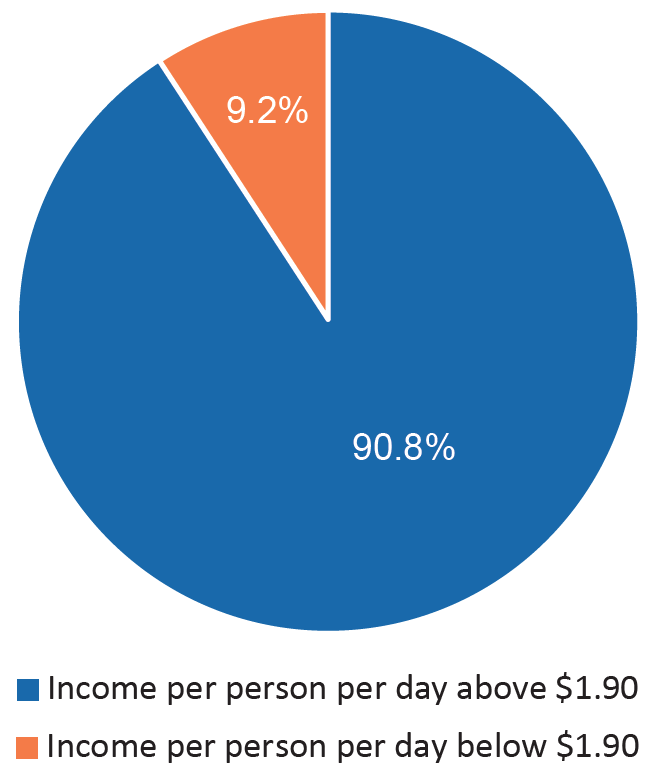 9.2%
90.8%
Income per person per day above $1.90
Income per person per day below $1.90